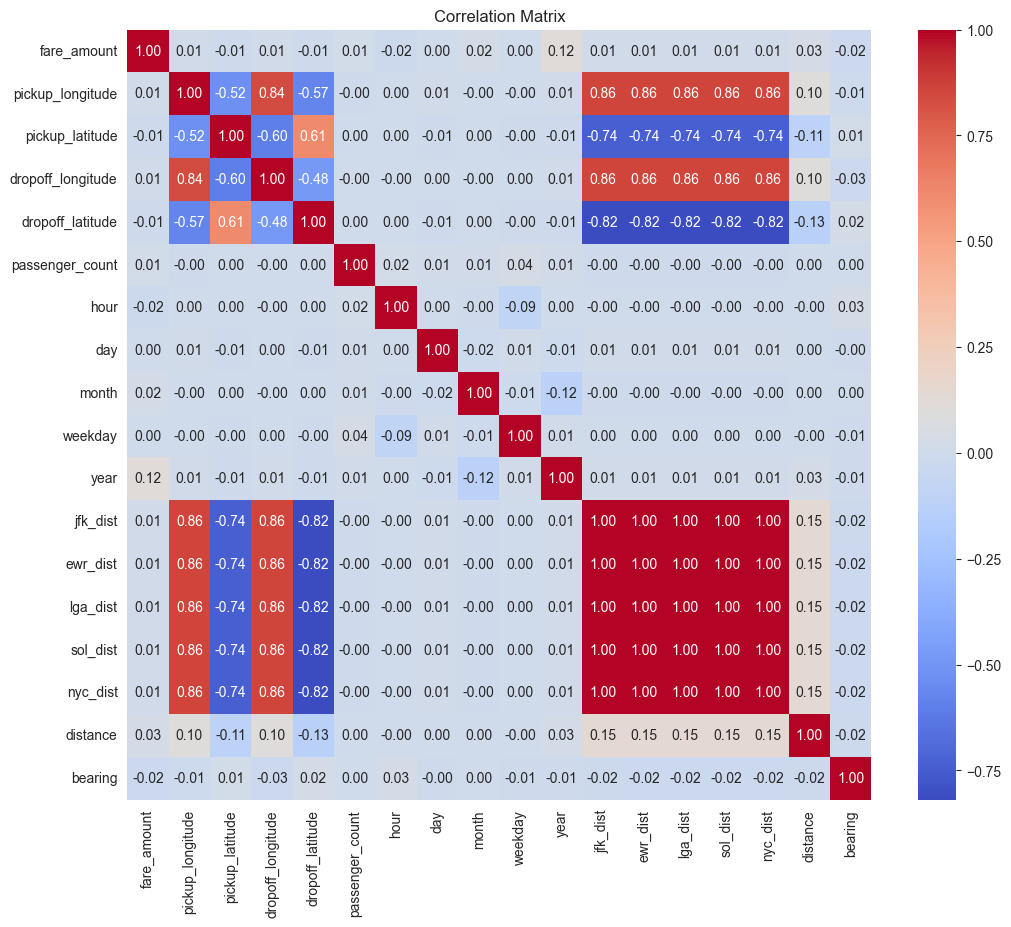 Correlation Matrix
fare_amount 1.00 0.01 -0.01 0.01 -0.01 0.01 -0.02 0.00 0.02 0.00 0.12 0.01 0.01 0.01 0.01 0.01 0.03 -0.02
pickup_longitude 0.01 1.00 -0.52 0.84 -0.57 -0.00 0.00 0.01 -0.00 -0.00 0.01 0.86 0.86 0.86 0.86 0.86 0.10 -0.01
pickup_latitude -0.01 -0.52 1.00 -0.60 0.61 0.00 0.00 -0.01 0.00 -0.00 -0.01 -0.74 -0.74 -0.74 -0.74 -0.74 -0.11 0.01
dropoff_longitude 0.01 0.84 -0.60 1.00 -0.48 -0.00 0.00 0.00 -0.00 0.00 0.01 0.86 0.86 0.86 0.86 0.86 0.10 -0.03
dropoff_latitude -0.01 -0.57 0.61 -0.48 1.00 0.00 0.00 -0.01 0.00 -0.00 -0.01 -0.82 -0.82 -0.82 -0.82 -0.82 -0.13 0.02
passenger_count 0.01 -0.00 0.00 -0.00 0.00 1.00 0.02 0.01 0.01 0.04 0.01 -0.00 -0.00 -0.00 -0.00 -0.00 0.00 0.00
hour -0.02 0.00 0.00 0.00 0.00 0.02 1.00 0.00 -0.00 -0.09 0.00 -0.00 -0.00 -0.00 -0.00 -0.00 -0.00 0.03
day 0.00 0.01 -0.01 0.00 -0.01 0.01 0.00 1.00 -0.02 0.01 -0.01 0.01 0.01 0.01 0.01 0.01 0.00 -0.00
month 0.02 -0.00 0.00 -0.00 0.00 0.01 -0.00 -0.02 1.00 -0.01 -0.12 -0.00 -0.00 -0.00 -0.00 -0.00 0.00 0.00
weekday 0.00 -0.00 -0.00 0.00 -0.00 0.04 -0.09 0.01 -0.01 1.00 0.01 0.00 0.00 0.00 0.00 0.00 -0.00 -0.01
year 0.12 0.01 -0.01 0.01 -0.01 0.01 0.00 -0.01 -0.12 0.01 1.00 0.01 0.01 0.01 0.01 0.01 0.03 -0.01
jfk_dist 0.01 0.86 -0.74 0.86 -0.82 -0.00 -0.00 0.01 -0.00 0.00 0.01 1.00 1.00 1.00 1.00 1.00 0.15 -0.02
ewr_dist 0.01 0.86 -0.74 0.86 -0.82 -0.00 -0.00 0.01 -0.00 0.00 0.01 1.00 1.00 1.00 1.00 1.00 0.15 -0.02
lga_dist 0.01 0.86 -0.74 0.86 -0.82 -0.00 -0.00 0.01 -0.00 0.00 0.01 1.00 1.00 1.00 1.00 1.00 0.15 -0.02
sol_dist 0.01 0.86 -0.74 0.86 -0.82 -0.00 -0.00 0.01 -0.00 0.00 0.01 1.00 1.00 1.00 1.00 1.00 0.15 -0.02
nyc_dist 0.01 0.86 -0.74 0.86 -0.82 -0.00 -0.00 0.01 -0.00 0.00 0.01 1.00 1.00 1.00 1.00 1.00 0.15 -0.02
distance 0.03 0.10 -0.11 0.10 -0.13 0.00 -0.00 0.00 0.00 -0.00 0.03 0.15 0.15 0.15 0.15 0.15 1.00 -0.02
bearing -0.02 -0.01 0.01 -0.03 0.02 0.00 0.03 -0.00 0.00 -0.01 -0.01 -0.02 -0.02 -0.02 -0.02 -0.02 -0.02 1.00
fare_amount
pickup_longitude
pickup_latitude
dropoff_longitude
dropoff_latitude
passenger_count
hour
day
month
weekday
year
jfk_dist
ewr_dist
lga_dist
sol_dist
nyc_dist
distance
bearing
1.00
0.75
0.50
0.25
0.00
−0.25
−0.50
−0.75